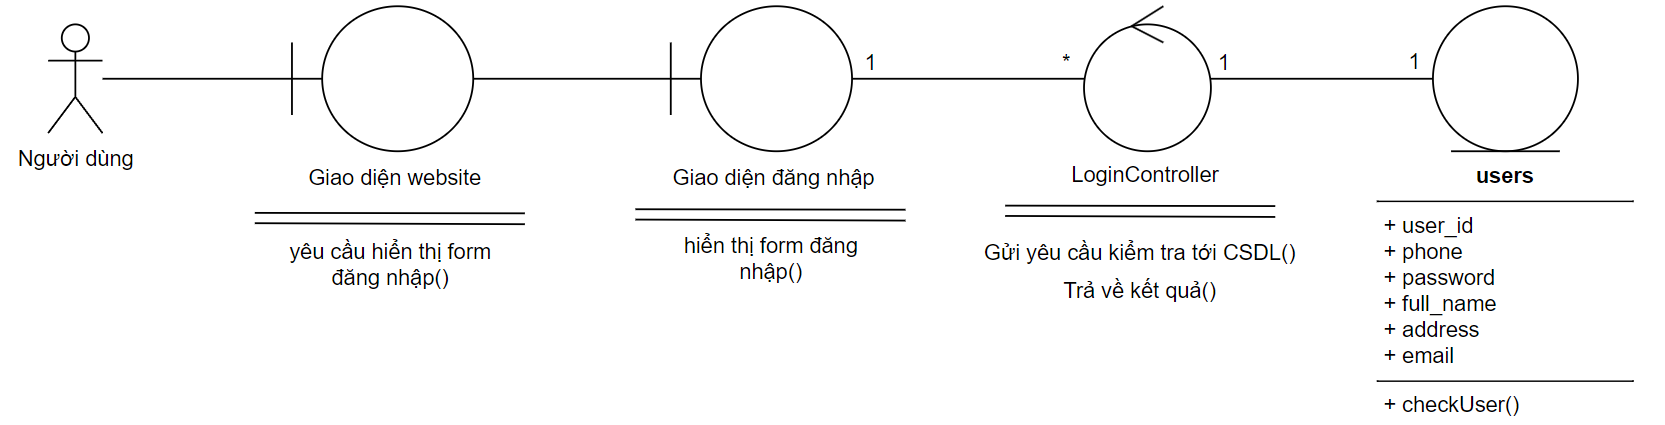 Người dùng
Giao diện website
yêu cầu hiển thị form
đăng nhập()
Giao diện đăng nhập
hiển thị form đăng
nhập()
1
*
LoginController
Gửi yêu cầu kiểm tra tới CSDL()
Trả về kết quả()
1
1
users
+ user_id
+ phone
+ password
+ full_name
+ address
+ email
+ checkUser()